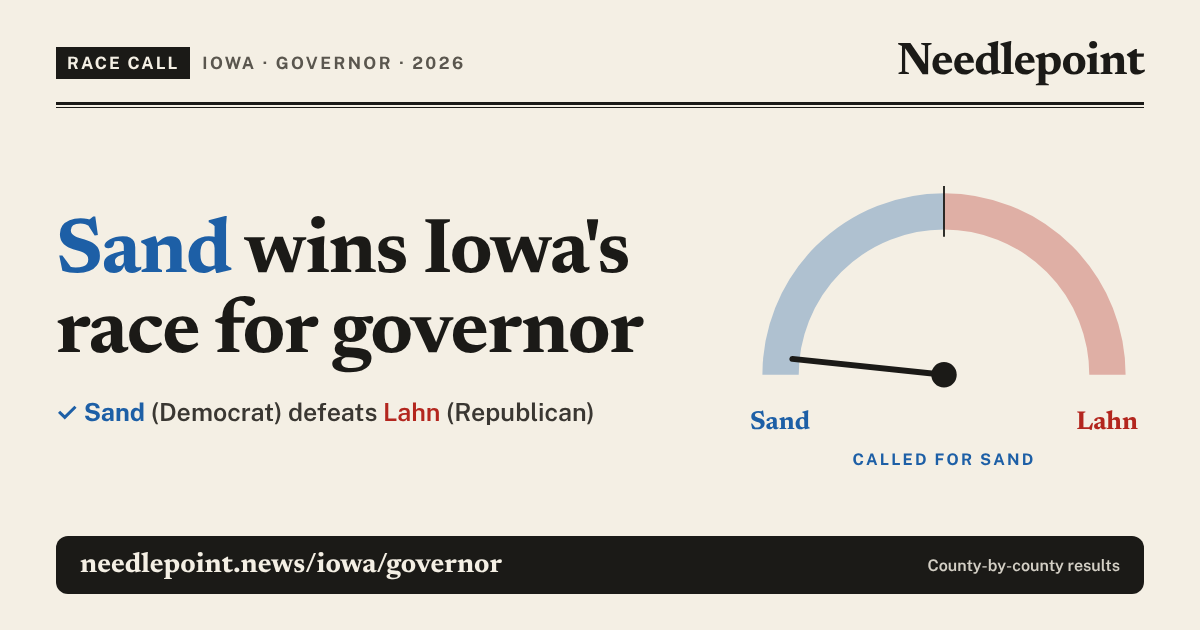 RACE CALL IOWA · GOVERNOR · 2026
Needlepoint
Sand wins Iowa's
race for governor
✓ Sand (Democrat) defeats Lahn (Republican)
Sand
Lahn
CALLED FOR SAND
needlepoint.news/iowa/governor
County-by-county results